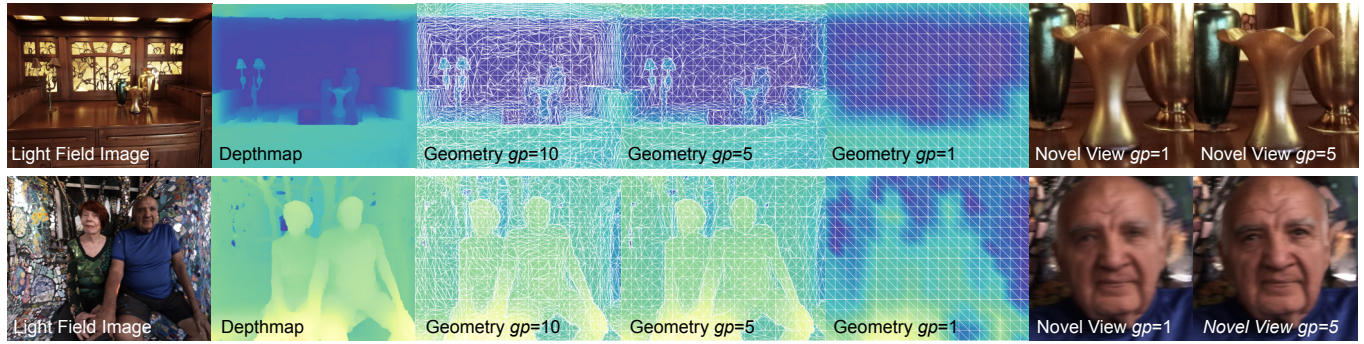 Light Field Image
Depthmap
Geometry gp=10
Geometry gp=5
Geometry gp=1
Novel View gp=1
Novel View gp=5
Light Field Image
Depthmap
Geometry gp=10
Geometry gp=5
Geometry gp=1
Novel View gp=1
Novel View gp=5